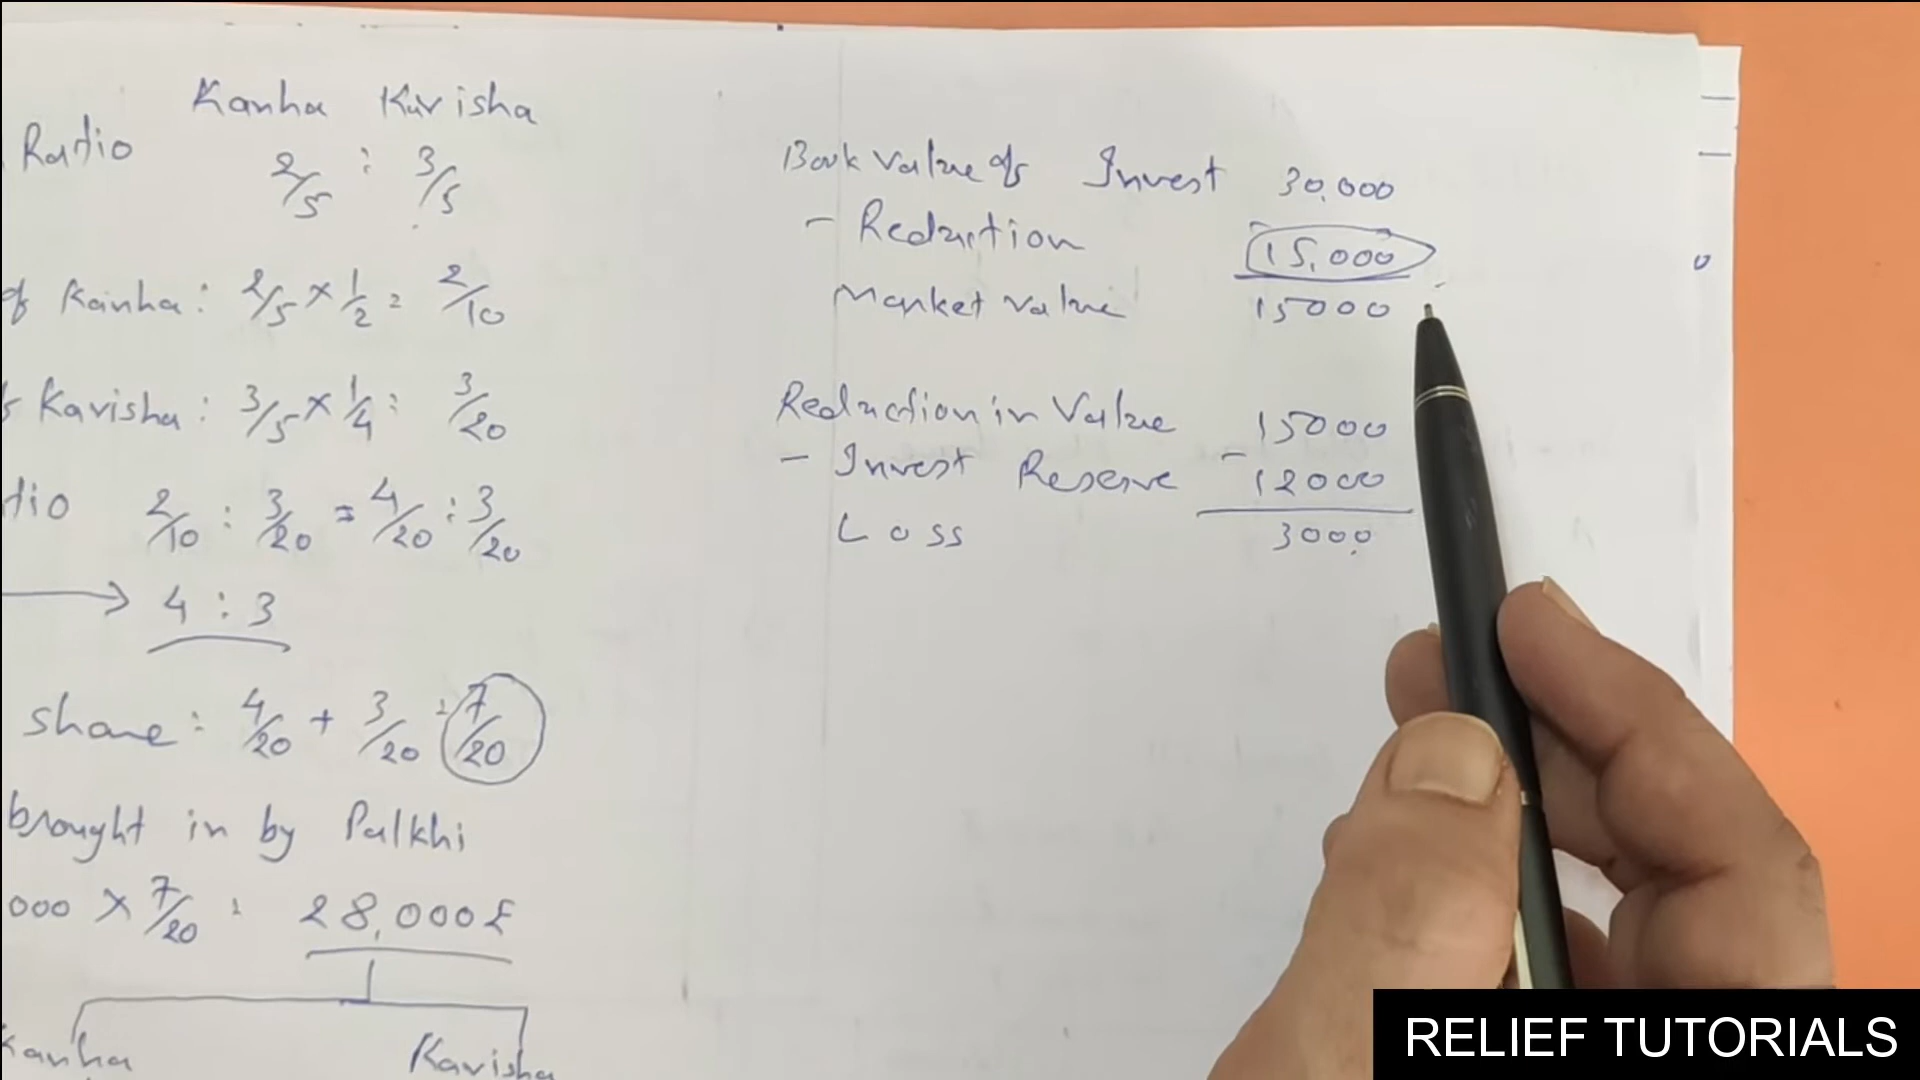 Kanha Kavisha
Ratio 2/5 : 3/5
of Kanha : 2/5 × 1/2 = 2/10
Kavisha : 3/5 × 1/4 : 3/20
tio 2/10 : 3/20 = 4/20 : 3/20
→ 4 : 3
share : 4/20 + 3/20 : 7/20
brought in by Palkhi
000 × 7/20 : 28,000£
Kanha Kavisha
Book value of Invest 30,000
- Reduction 15,000
Market value 15000
Reduction in Value 15000
- Invest Reserve - 12000
Loss 3000
RELIEF TUTORIALS